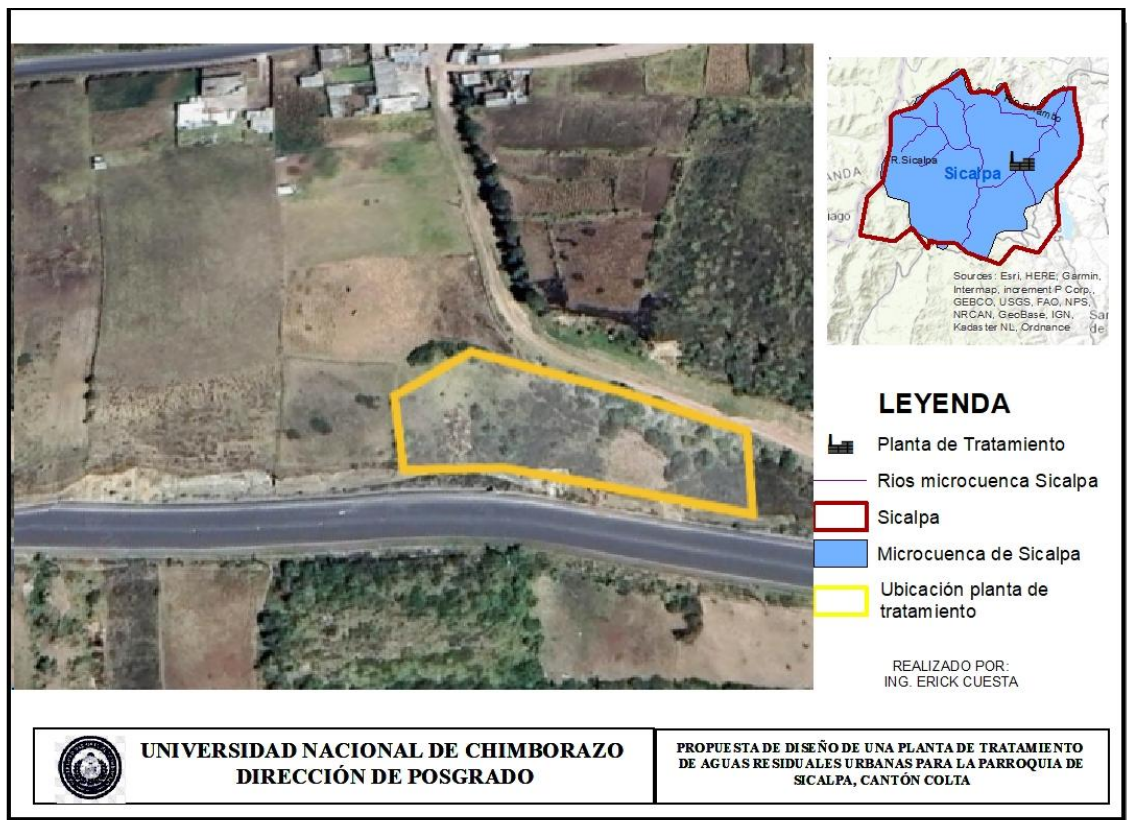 R.Sicalpa
Sicalpa
Sources: Esri, HERE, Garmin,
Intermap, increment P Corp.,
GEBCO, USGS, FAO, NPS,
NRCAN, GeoBase, IGN,
Kadaster NL, Ordnance
LEYENDA
Planta de Tratamiento
Rios microcuenca Sicalpa
Sicalpa
Microcuenca de Sicalpa
Ubicación planta de
tratamiento
REALIZADO POR:
ING. ERICK CUESTA
UNIVERSIDAD NACIONAL DE CHIMBORAZO
DIRECCIÓN DE POSGRADO
PROPUESTA DE DISEÑO DE UNA PLANTA DE TRATAMIENTO
DE AGUAS RESIDUALES URBANAS PARA LA PARROQUIA DE
SICALPA, CANTÓN COLTA